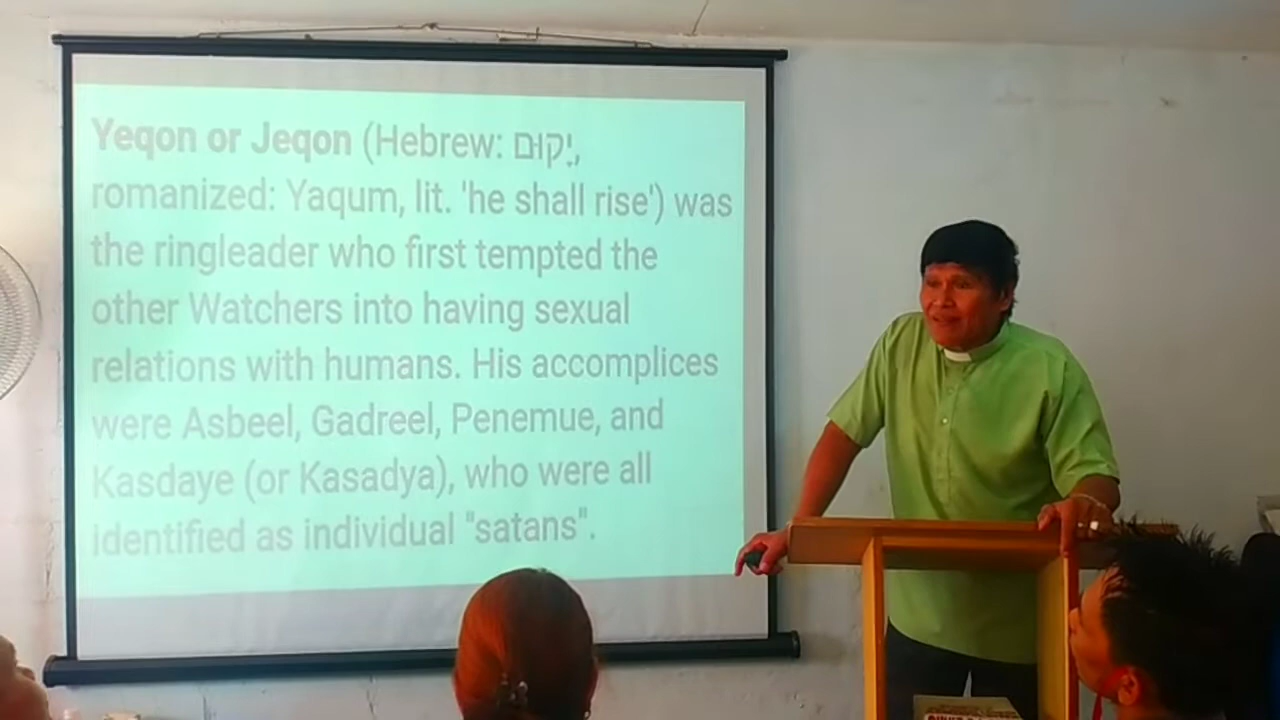 Yeqon or Jeqon (Hebrew: יָקוּם,
romanized: Yaqum, lit. 'he shall rise') was
the ringleader who first tempted the
other Watchers into having sexual
relations with humans. His accomplices
were Asbeel, Gadreel, Penemue, and
Kasdaye (or Kasadya), who were all
identified as individual "satans".